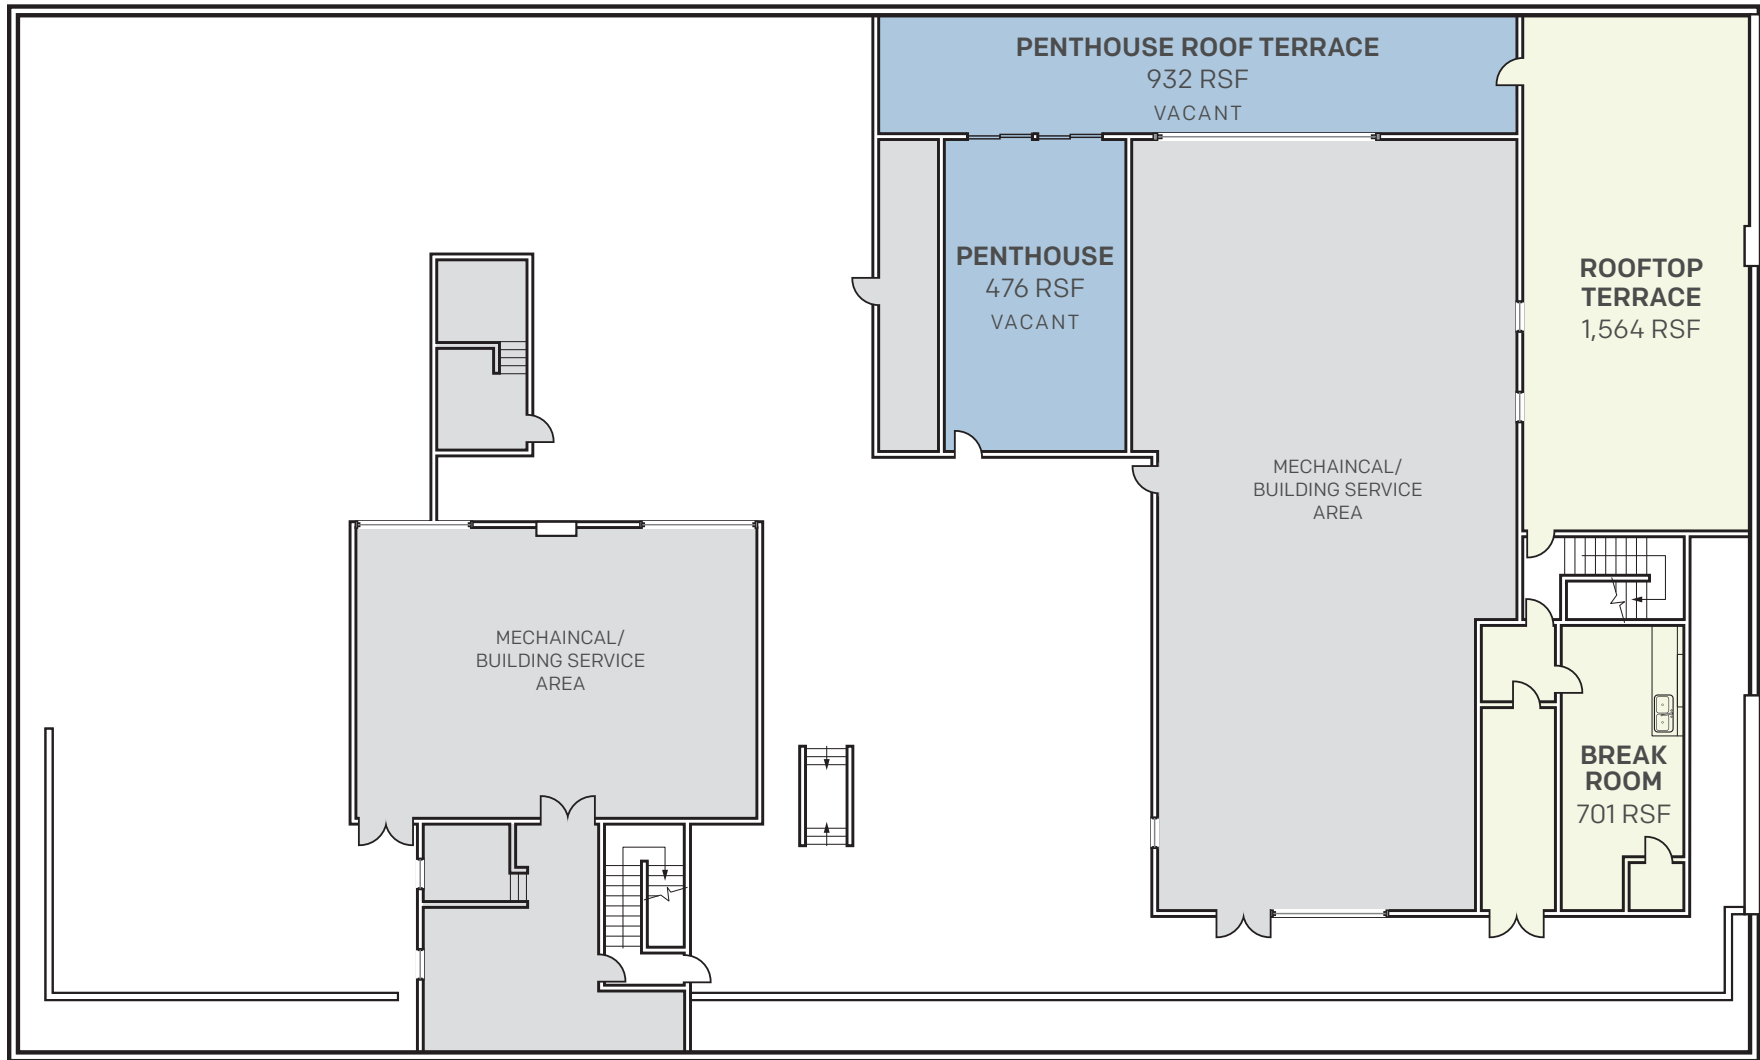 PENTHOUSE ROOF TERRACE
932 RSF
VACANT
PENTHOUSE
476 RSF
VACANT
ROOFTOP
TERRACE
1,564 RSF
MECHAINCAL/
BUILDING SERVICE
AREA
MECHAINCAL/
BUILDING SERVICE
AREA
BREAK
ROOM
701 RSF